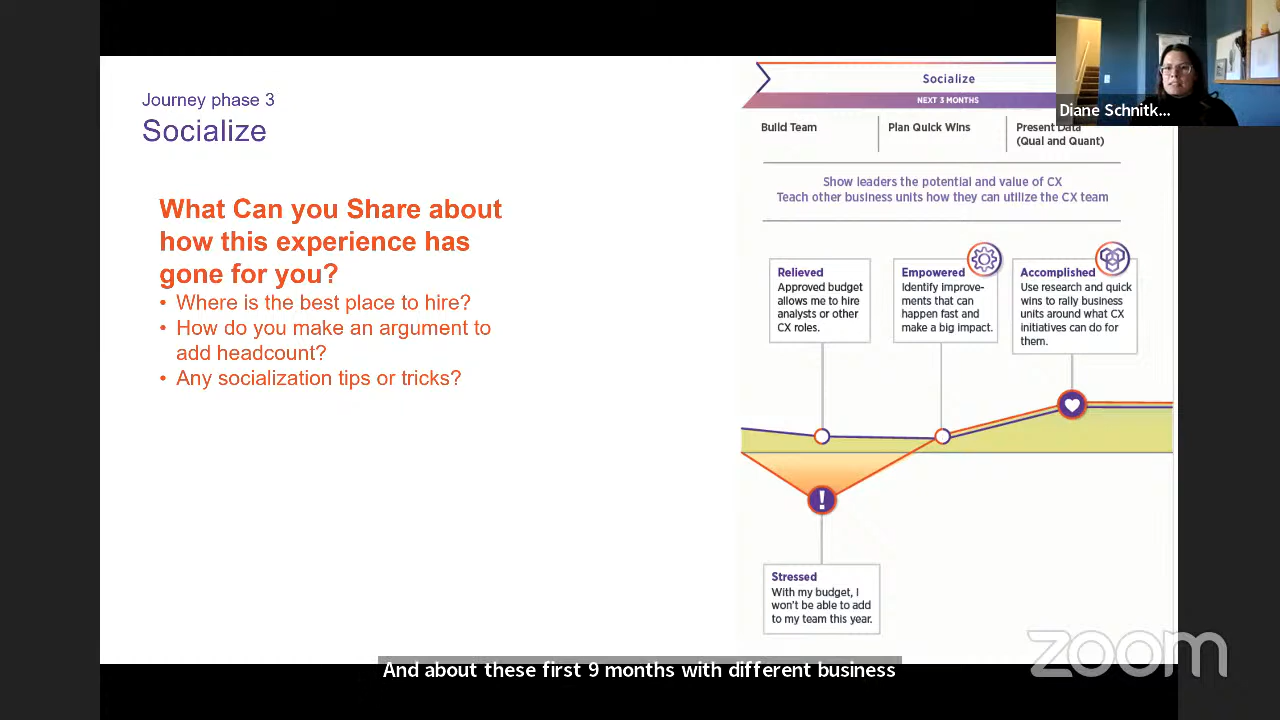 Journey phase 3
Socialize
What Can you Share about
how this experience has
gone for you?
• Where is the best place to hire?
• How do you make an argument to
add headcount?
• Any socialization tips or tricks?
Socialize
NEXT 3 MONTHS
Build Team
Plan Quick Wins
Present Data
(Qual and Quant)
Show leaders the potential and value of CX
Teach other business units how they can utilize the CX team
Relieved
Approved budget
allows me to hire
analysts or other
CX roles.
Empowered
Identify improve-
ments that can
happen fast and
make a big impact.
Accomplished
Use research and quick
wins to rally business
units around what CX
initiatives can do for
them.
!
Stressed
With my budget, I
won't be able to add
to my team this year.
Diane Schnitk...
zoom
And about these first 9 months with different business